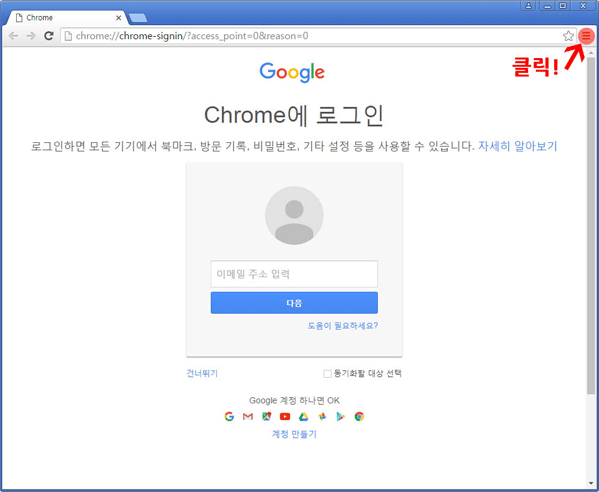 Chrome
chrome://chrome-signin/?access_point=0&reason=0
클릭!
Google
Chrome에 로그인
로그인하면 모든 기기에서 북마크, 방문 기록, 비밀번호, 기타 설정 등을 사용할 수 있습니다. 자세히 알아보기
이메일 주소 입력
다음
도움이 필요하세요?
건너뛰기
동기화할 대상 선택
Google 계정 하나면 OK
계정 만들기